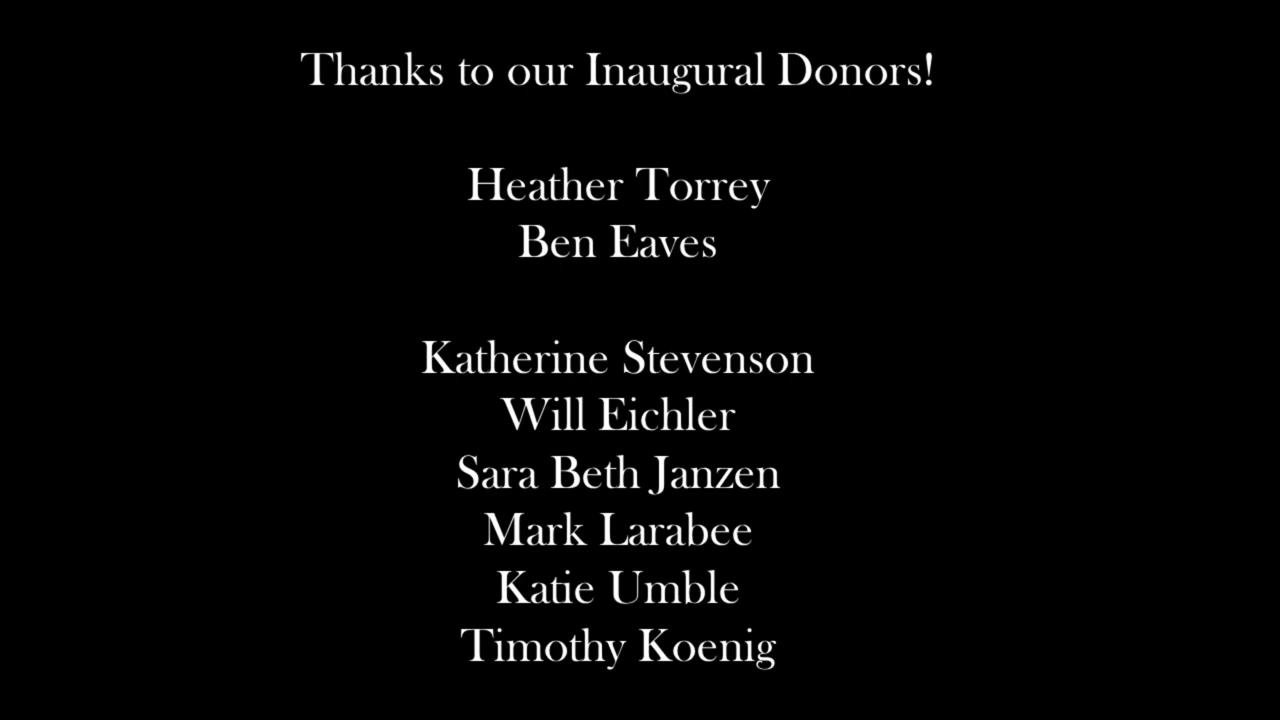 Thanks to our Inaugural Donors!
Heather Torrey
Ben Eaves
Katherine Stevenson
Will Eichler
Sara Beth Janzen
Mark Larabee
Katie Umble
Timothy Koenig